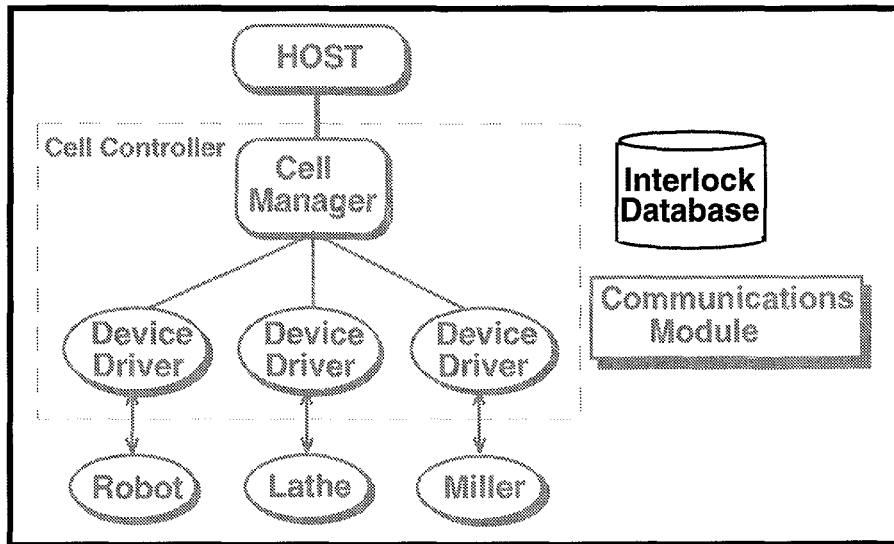 HOST
Cell Controller
Cell
Manager
Interlock
Database
Communications
Module
Device
Driver
Device
Driver
Device
Driver
Robot
Lathe
Miller